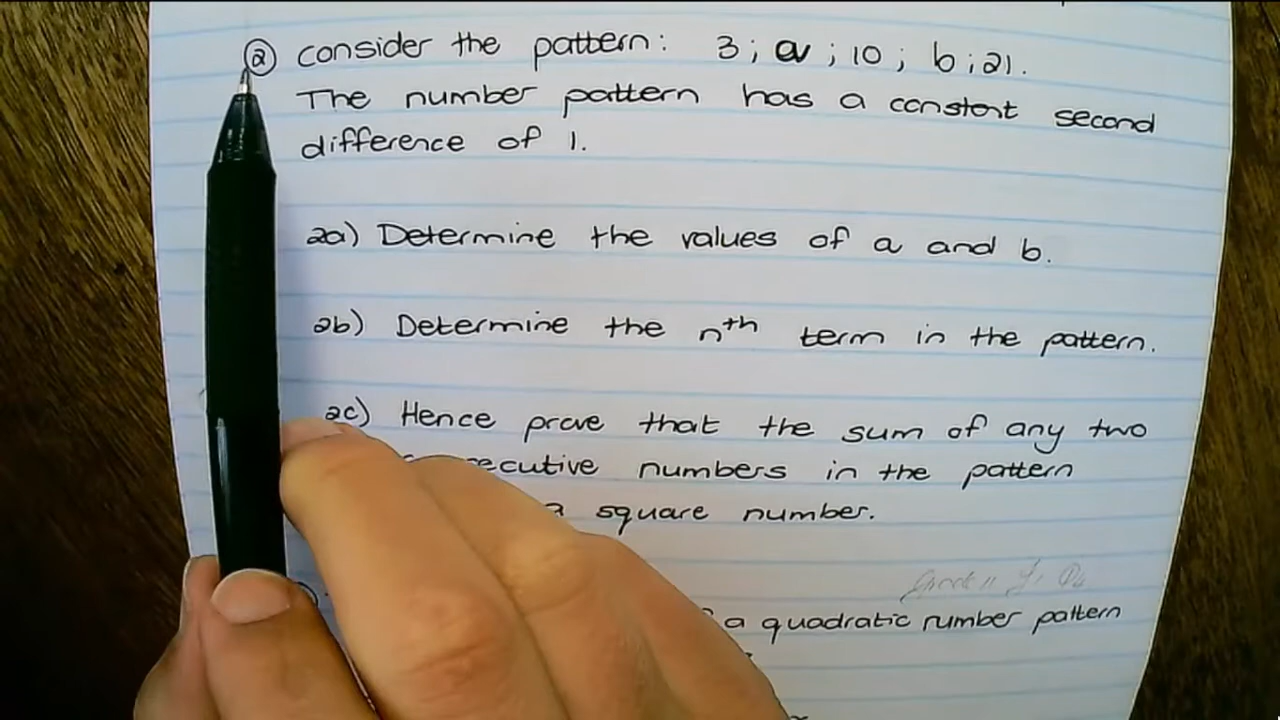 ② consider the pattern: 3 ; a ; 10 ; b ; 21.
The number pattern has a constant second
difference of 1.
2a) Determine the values of a and b.
2b) Determine the nth term in the pattern.
2c) Hence prove that the sum of any two
numbers in the pattern
a square number.
a quadratic number pattern